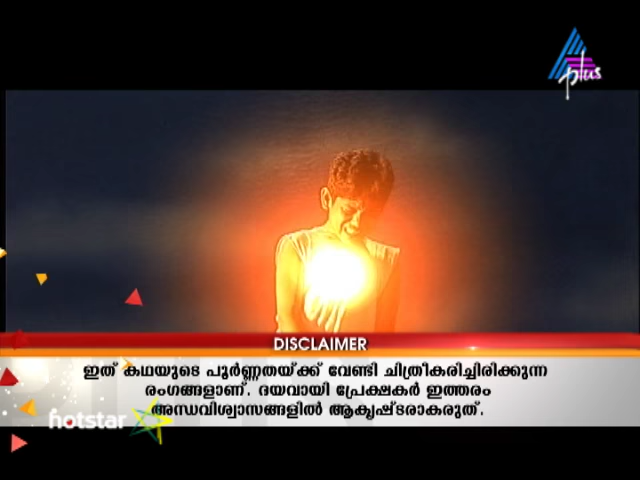 plus
DISCLAIMER
ഇത് കഥയുടെ പൂർണ്ണതയ്ക്ക് വേണ്ടി ചിത്രീകരിച്ചിരിക്കുന്ന
രംഗങ്ങളാണ്. ദയവായി പ്രേക്ഷകർ ഇത്തരം
അന്ധവിശ്വാസങ്ങളിൽ ആകൃഷ്ടരാകരുത്.
hotstar